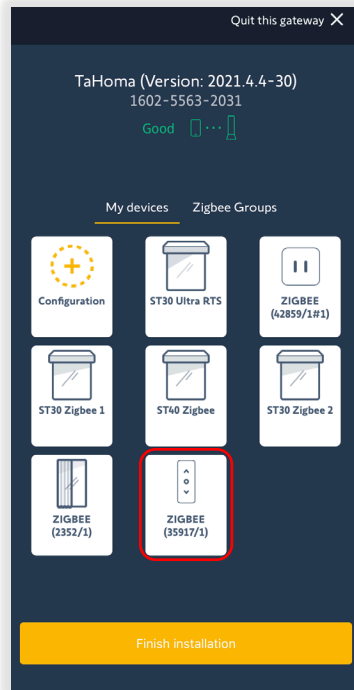 Quit this gateway
TaHoma (Version: 2021.4.4-30)
1602-5563-2031
Good
My devices Zigbee Groups
Configuration
ST30 Ultra RTS
ZIGBEE
(42859/1#1)
ST30 Zigbee 1
ST40 Zigbee
ST30 Zigbee 2
ZIGBEE
(2352/1)
ZIGBEE
(35917/1)
Finish installation